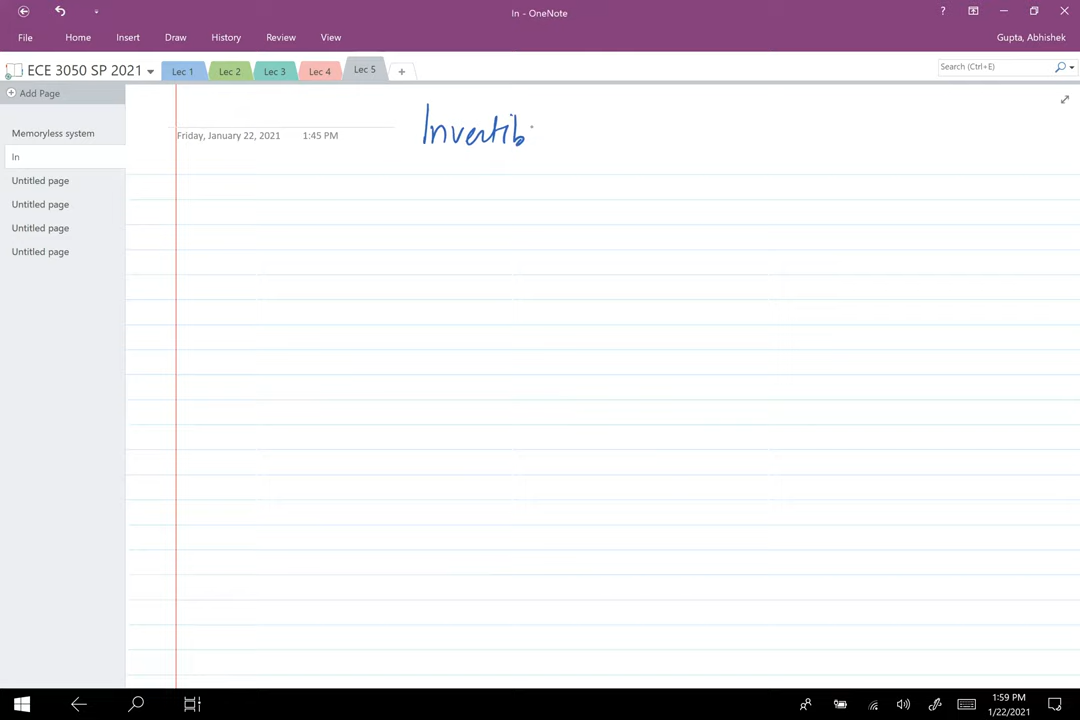 In - OneNote
?
File Home Insert Draw History Review View
Gupta, Abhishek
ECE 3050 SP 2021 Lec 1 Lec 2 Lec 3 Lec 4 Lec 5 +
Search (Ctrl+E)
Add Page
Invertib
Friday, January 22, 2021 1:45 PM
Memoryless system
In
Untitled page
Untitled page
Untitled page
Untitled page
1:59 PM
1/22/2021